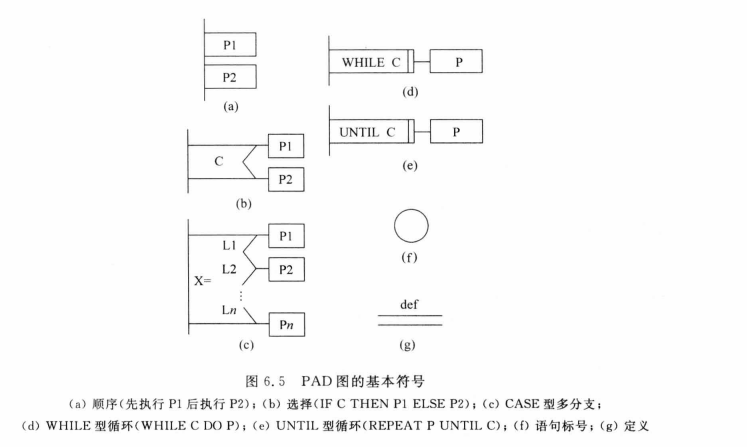 P1
P2
(a)
C
P1
P2
(b)
X=
L1
L2
⋮
Ln
P1
P2
Pn
(c)
WHILE C
P
(d)
UNTIL C
P
(e)
(f)
def
(g)
图 6.5 PAD 图的基本符号
(a) 顺序(先执行 P1 后执行 P2)；(b) 选择(IF C THEN P1 ELSE P2)；(c) CASE 型多分支；
(d) WHILE 型循环(WHILE C DO P)；(e) UNTIL 型循环(REPEAT P UNTIL C)；(f) 语句标号；(g) 定义